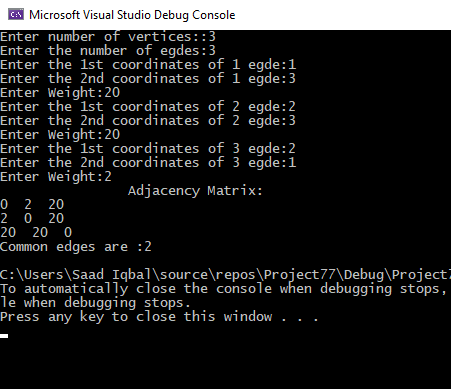 Microsoft Visual Studio Debug Console
Enter number of vertices::3
Enter the number of egdes:3
Enter the 1st coordinates of 1 egde:1
Enter the 2nd coordinates of 1 egde:3
Enter Weight:20
Enter the 1st coordinates of 2 egde:2
Enter the 2nd coordinates of 2 egde:3
Enter Weight:20
Enter the 1st coordinates of 3 egde:2
Enter the 2nd coordinates of 3 egde:1
Enter Weight:2
Adjacency Matrix:
0 2 20
2 0 20
20 20 0
Common edges are :2
C:\Users\Saad Iqbal\source\repos\Project77\Debug\Project7
To automatically close the console when debugging stops,
le when debugging stops.
Press any key to close this window . . .